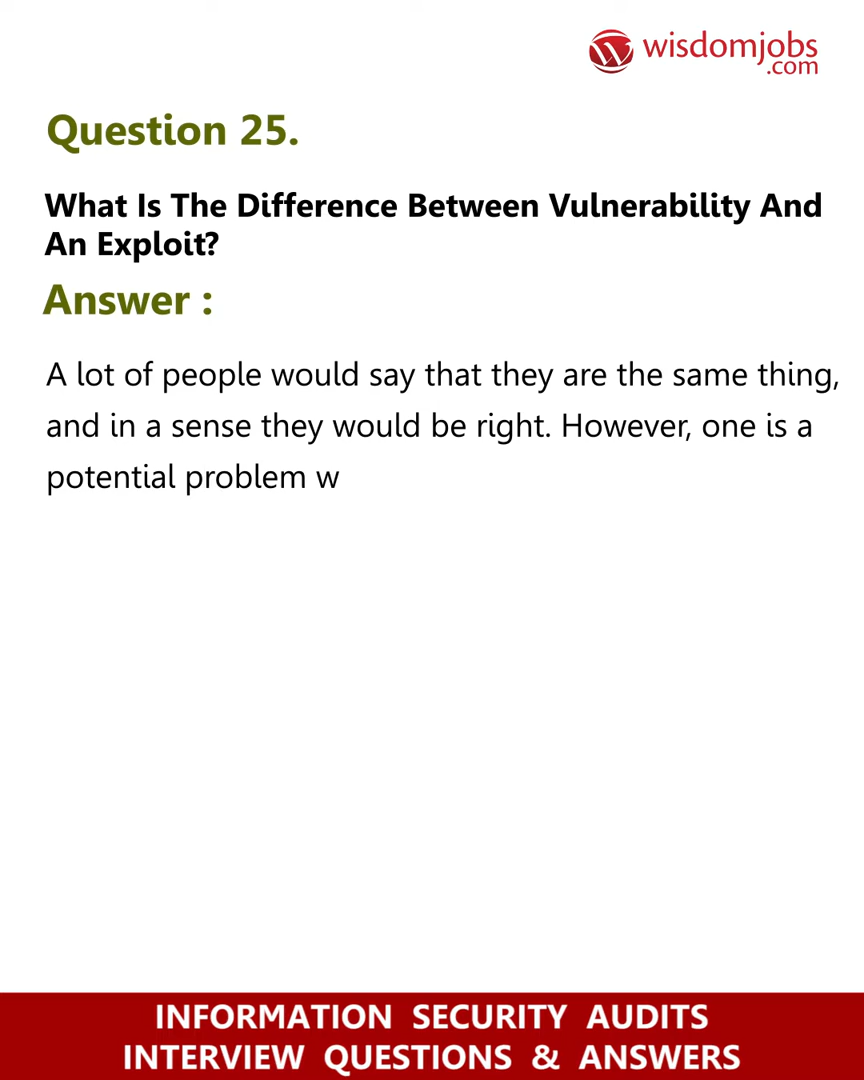 wisdomjobs
.com
Question 25.
What Is The Difference Between Vulnerability And
An Exploit?
Answer :
A lot of people would say that they are the same thing,
and in a sense they would be right. However, one is a
potential problem w
INFORMATION SECURITY AUDITS
INTERVIEW QUESTIONS & ANSWERS